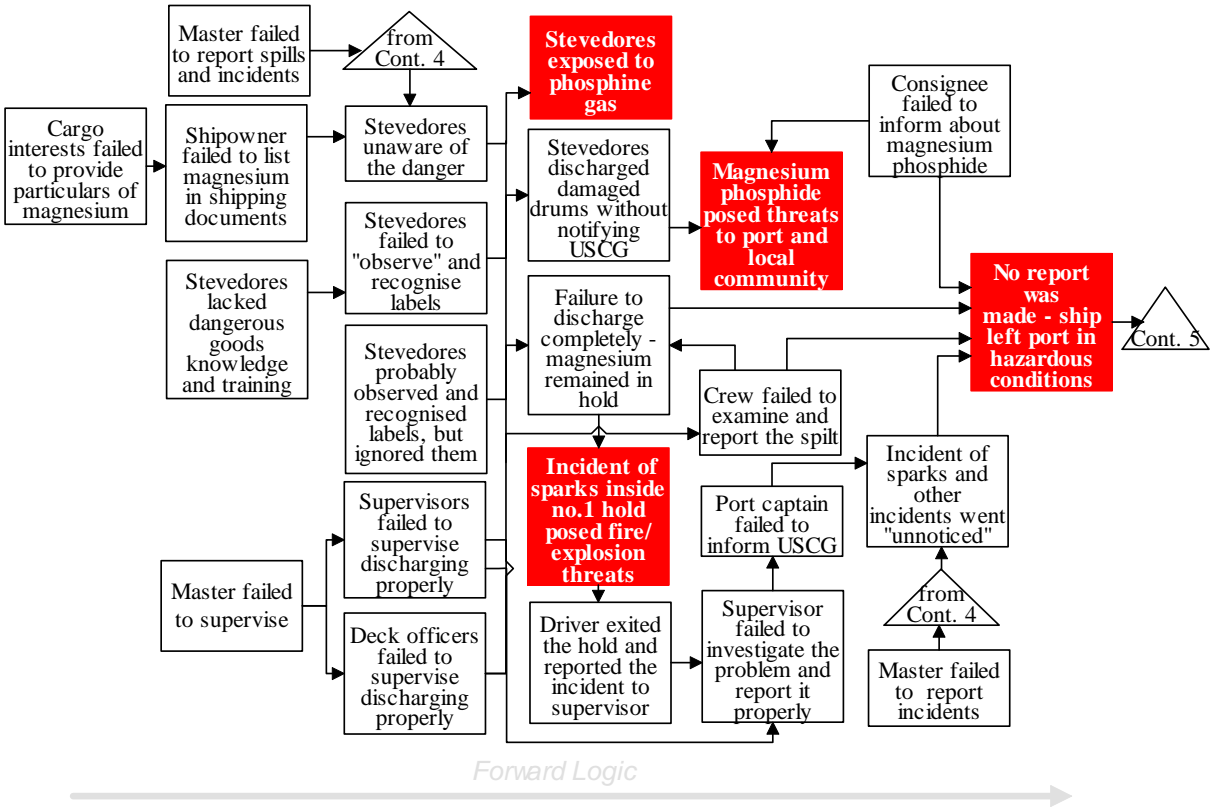 Master failed
to report spills
and incidents
from
Cont. 4
Stevedores
exposed to
phosphine
gas
Consignee
failed to
inform about
magnesium
phosphide
Cargo
interests failed
to provide
particulars of
magnesium
Shipowner
failed to list
magnesium
in shipping
documents
Stevedores
unaware of
the danger
Stevedores
discharged
damaged
drums without
notifying
USCG
Magnesium
phosphide
posed threats
to port and
local
community
Stevedores
failed to
"observe" and
recognise
labels
Stevedores
lacked
dangerous
goods
knowledge
and training
Failure to
discharge
completely -
magnesium
remained in
hold
No report
was
made - ship
left port in
hazardous
conditions
Cont. 5
Stevedores
probably
observed and
recognised
labels, but
ignored them
Crew failed to
examine and
report the spilt
Incident of
sparks inside
no.1 hold
posed fire/
explosion
threats
Port captain
failed to
inform USCG
Incident of
sparks and
other
incidents went
"unnoticed"
Supervisors
failed to
supervise
discharging
properly
Master failed
to supervise
Deck officers
failed to
supervise
discharging
properly
Driver exited
the hold and
reported the
incident to
supervisor
Supervisor
failed to
investigate the
problem and
report it
properly
from
Cont. 4
Master failed
to report
incidents
Forward Logic